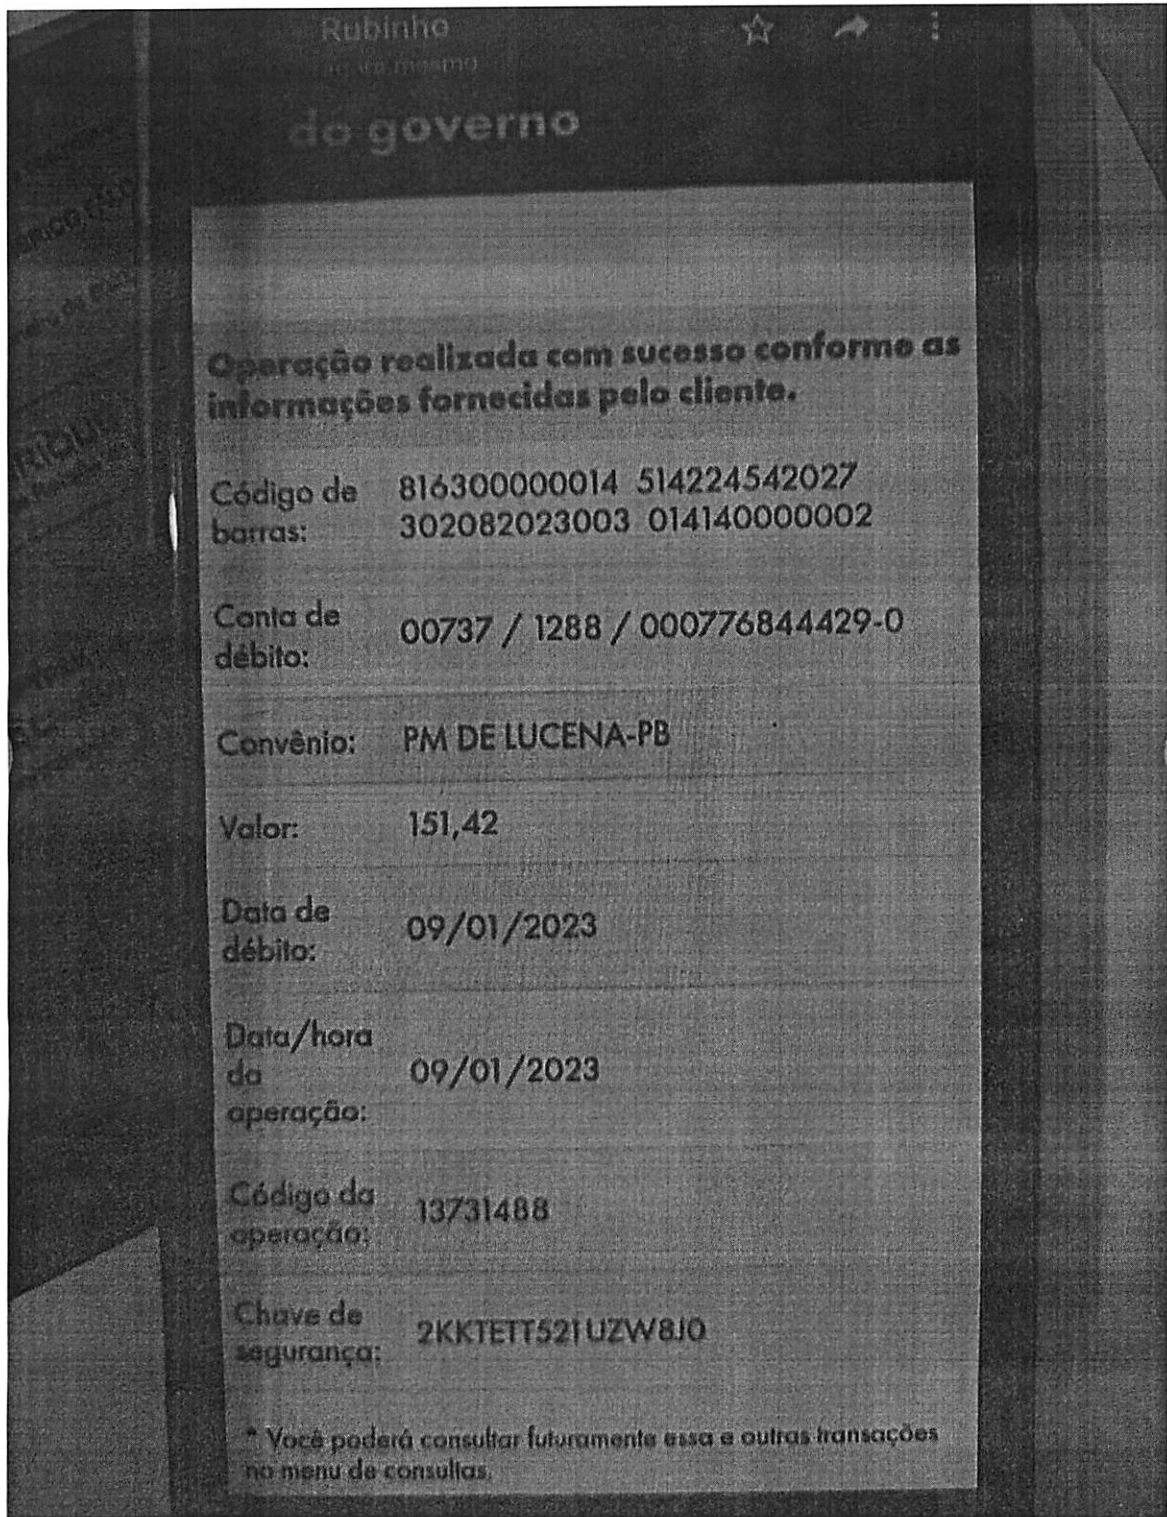 Rubinho
agora mesmo
do governo
Operação realizada com sucesso conforme as
informações fornecidas pelo cliente.
Código de
barras:
816300000014 514224542027
302082023003 014140000002
Conta de
débito:
00737 / 1288 / 000776844429-0
Convênio: PM DE LUCENA-PB
Valor: 151,42
Data de
débito:
09/01/2023
Data/hora
da
operação:
09/01/2023
Código da
operação:
13731488
Chave de
segurança:
2KKTETT521UZW8J0
* Você poderá consultar futuramente essa e outras transações
no menu de consultas.